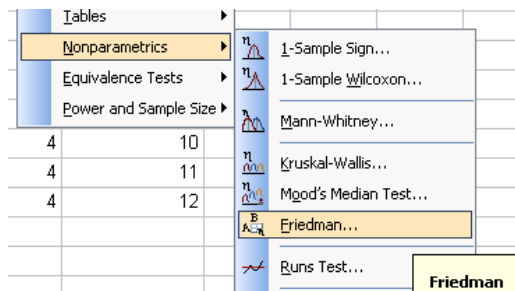 Tables
Nonparametrics
Equivalence Tests
Power and Sample Size
4 10
4 11
4 12
1-Sample Sign...
1-Sample Wilcoxon...
Mann-Whitney...
Kruskal-Wallis...
Mood's Median Test...
Friedman...
Runs Test...
Friedman